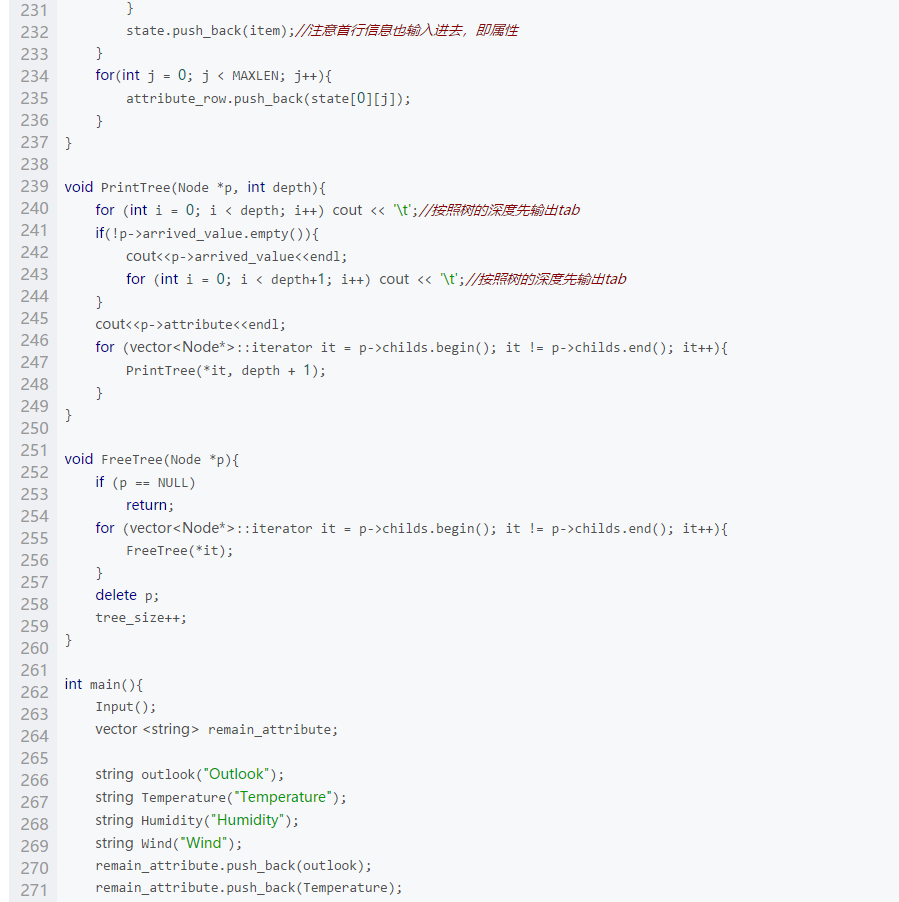 231 }
232 state.push_back(item);//注意首行信息也输入进去，即属性
233 }
234 for(int j = 0; j < MAXLEN; j++){
235 attribute_row.push_back(state[0][j]);
236 }
237 }
238
239 void PrintTree(Node *p, int depth){
240 for (int i = 0; i < depth; i++) cout << '\t';//按照树的深度先输出tab
241 if(!p->arrived_value.empty()){
242 cout<<p->arrived_value<<endl;
243 for (int i = 0; i < depth+1; i++) cout << '\t';//按照树的深度先输出tab
244 }
245 cout<<p->attribute<<endl;
246 for (vector<Node*>::iterator it = p->childs.begin(); it != p->childs.end(); it++){
247 PrintTree(*it, depth + 1);
248 }
249 }
250
251 void FreeTree(Node *p){
252 if (p == NULL)
253 return;
254 for (vector<Node*>::iterator it = p->childs.begin(); it != p->childs.end(); it++){
255 FreeTree(*it);
256 }
257 delete p;
258 tree_size++;
259 }
260
261 int main(){
262 Input();
263 vector <string> remain_attribute;
264
265 string outlook("Outlook");
266 string Temperature("Temperature");
267 string Humidity("Humidity");
268 string Wind("Wind");
269 remain_attribute.push_back(outlook);
270 remain_attribute.push_back(Temperature);
271